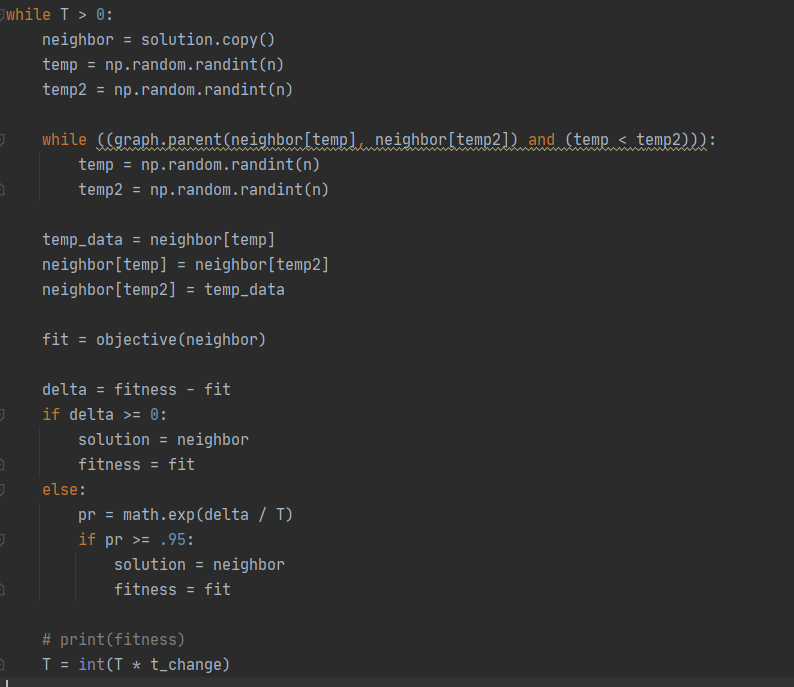 while T > 0:
    neighbor = solution.copy()
    temp = np.random.randint(n)
    temp2 = np.random.randint(n)

    while ((graph.parent(neighbor[temp], neighbor[temp2]) and (temp < temp2))):
        temp = np.random.randint(n)
        temp2 = np.random.randint(n)

    temp_data = neighbor[temp]
    neighbor[temp] = neighbor[temp2]
    neighbor[temp2] = temp_data

    fit = objective(neighbor)

    delta = fitness - fit
    if delta >= 0:
        solution = neighbor
        fitness = fit
    else:
        pr = math.exp(delta / T)
        if pr >= .95:
            solution = neighbor
            fitness = fit

    # print(fitness)
    T = int(T * t_change)